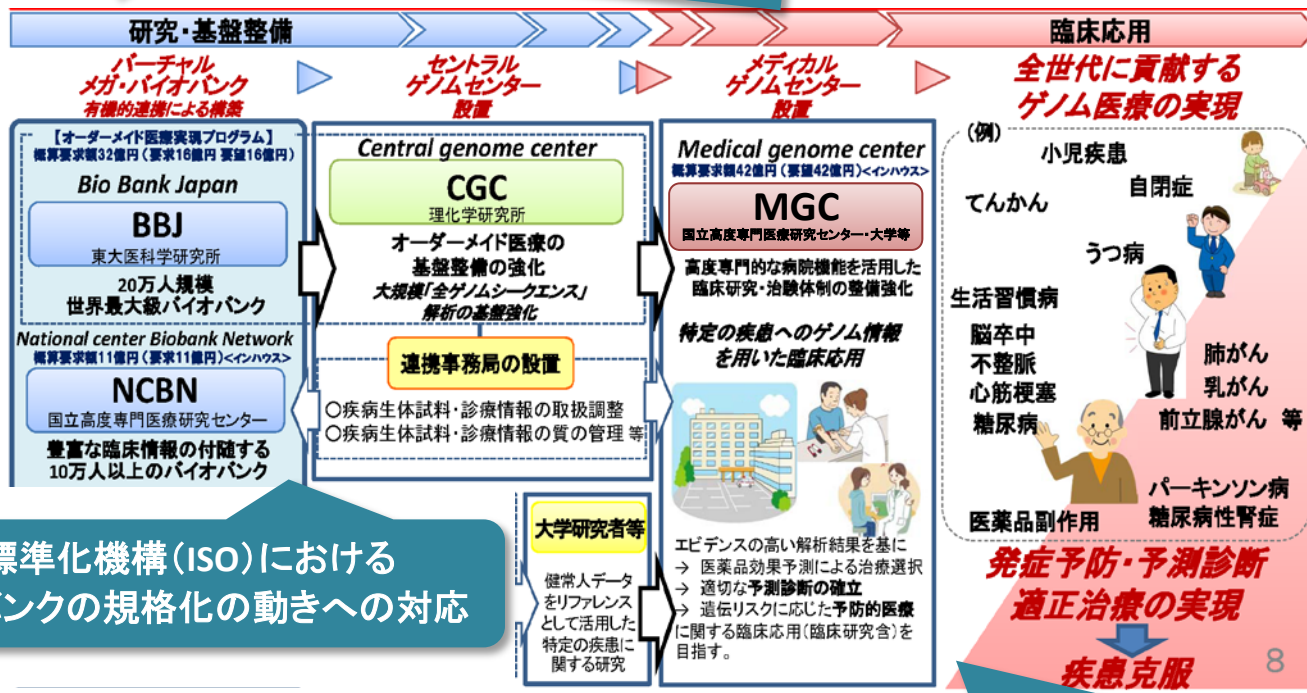 研究・基盤整備
臨床応用
バーチャル
メガ・バイオバンク
有機的連携による構築
セントラル
ゲノムセンター
設置
メディカル
ゲノムセンター
設置
全世代に貢献する
ゲノム医療の実現
【オーダーメイド医療実現プログラム】
概算要求額32億円(要求16億円 要望16億円)
Bio Bank Japan
BBJ
東大医科学研究所
20万人規模
世界最大級バイオバンク
National center Biobank Network
概算要求額11億円(要求11億円)<インハウス>
NCBN
国立高度専門医療研究センター
豊富な臨床情報の付随する
10万人以上のバイオバンク
Central genome center
CGC
理化学研究所
オーダーメイド医療の
基盤整備の強化
大規模「全ゲノムシークエンス」
解析の基盤強化
連携事務局の設置
○疾病生体試料・診療情報の取扱調整
○疾病生体試料・診療情報の質の管理 等
大学研究者等
健常人データ
をリファレンス
として活用した
特定の疾患に
関する研究
Medical genome center
概算要求額42億円(要望42億円)<インハウス>
MGC
国立高度専門医療研究センター・大学等
高度専門的な病院機能を活用した
臨床研究・治験体制の整備強化
特定の疾患へのゲノム情報
を用いた臨床応用
エビデンスの高い解析結果を基に
→ 医薬品効果予測による治療選択
→ 適切な予測診断の確立
→ 遺伝リスクに応じた予防的医療
に関する臨床応用(臨床研究含)を
目指す。
(例)
小児疾患
自閉症
てんかん
うつ病
生活習慣病
脳卒中
不整脈
心筋梗塞
糖尿病
肺がん
乳がん
前立腺がん 等
パーキンソン病
糖尿病性腎症
医薬品副作用
発症予防・予測診断
適正治療の実現
疾患克服
標準化機構(ISO)における
バンクの規格化の動きへの対応
8